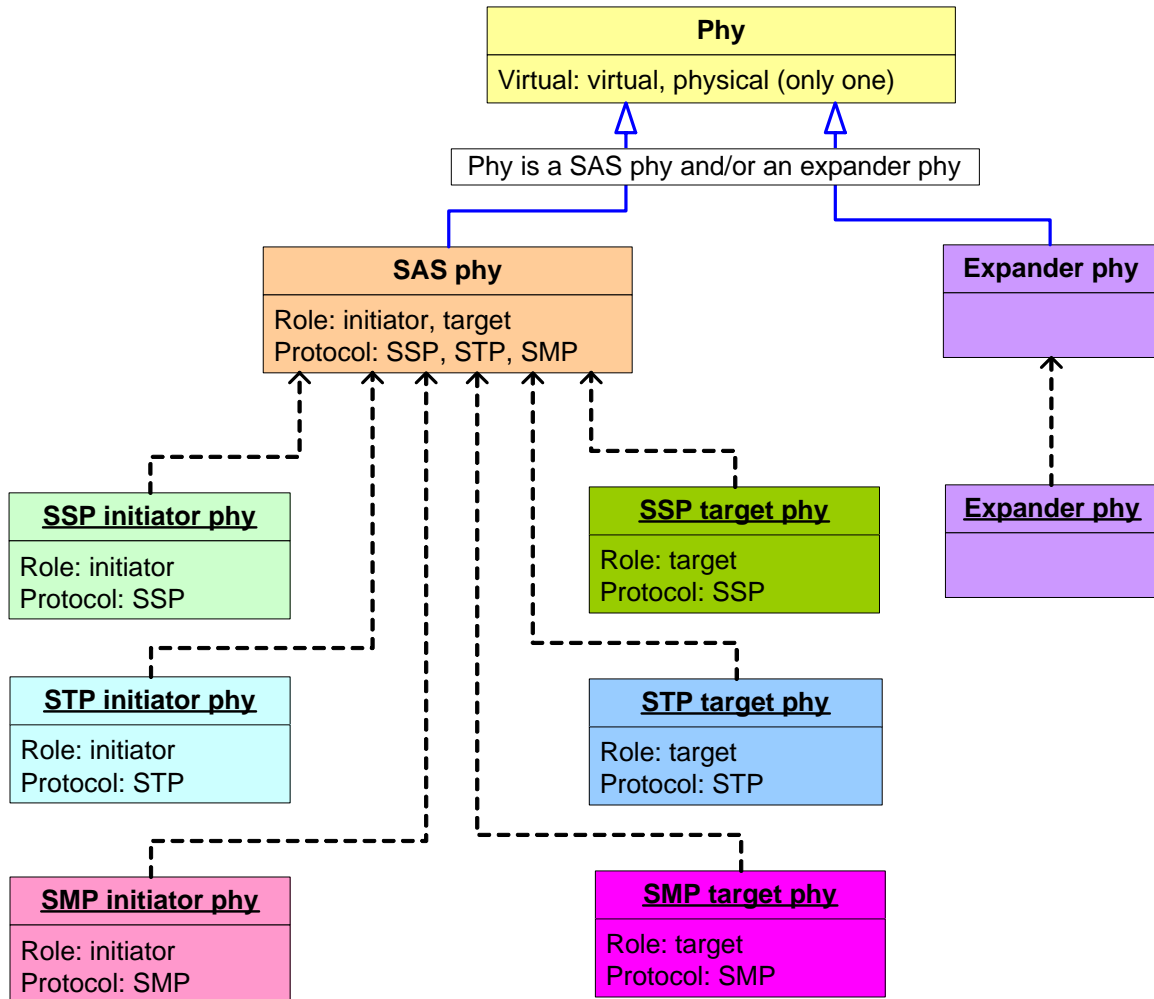 Phy
Virtual: virtual, physical (only one)
Phy is a SAS phy and/or an expander phy
SAS phy
Role: initiator, target
Protocol: SSP, STP, SMP
Expander phy
SSP initiator phy
Role: initiator
Protocol: SSP
SSP target phy
Role: target
Protocol: SSP
Expander phy
STP initiator phy
Role: initiator
Protocol: STP
STP target phy
Role: target
Protocol: STP
SMP initiator phy
Role: initiator
Protocol: SMP
SMP target phy
Role: target
Protocol: SMP